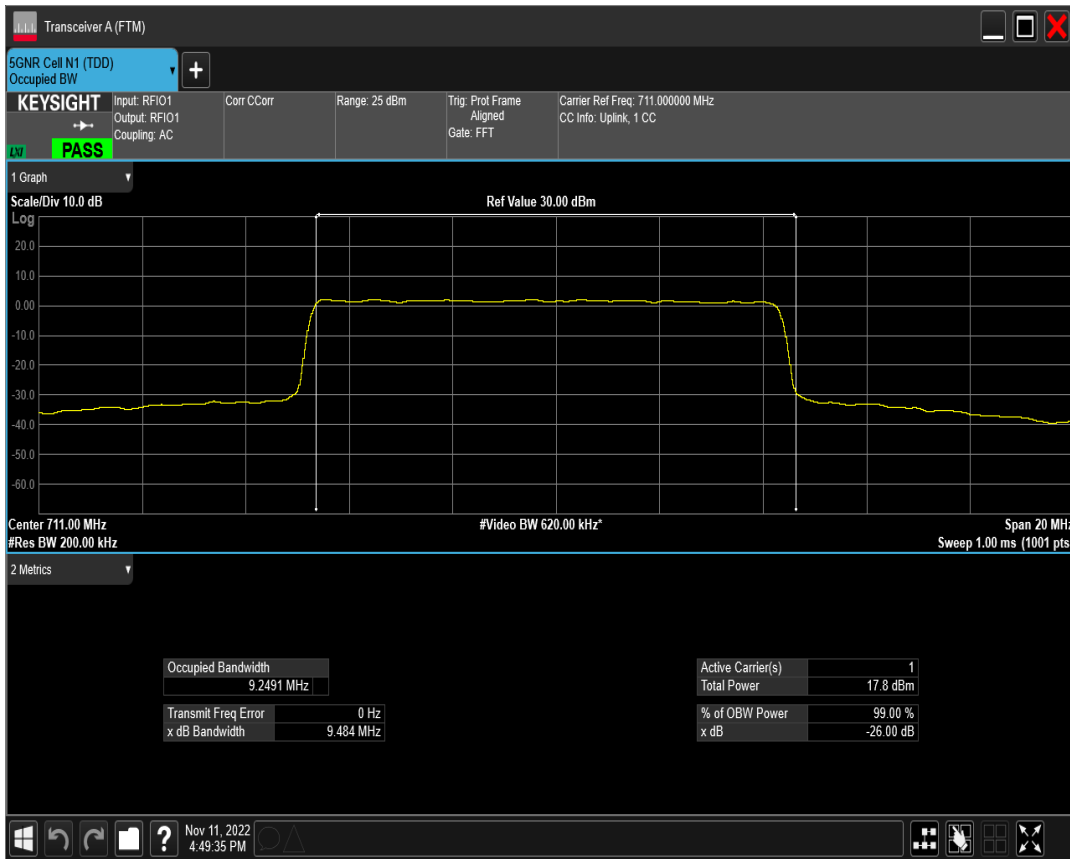 Transceiver A (FTM)
5GNR Cell N1 (TDD)
Occupied BW
+
KEYSIGHT
LXI
PASS
Input: RFIO1
Output: RFIO1
Coupling: AC
Corr CCorr
Range: 25 dBm
Trig: Prot Frame
Aligned
Gate: FFT
Carrier Ref Freq: 711.000000 MHz
CC Info: Uplink, 1 CC
1 Graph
Scale/Div 10.0 dB
Ref Value 30.00 dBm
Log
20.0
10.0
0.00
-10.0
-20.0
-30.0
-40.0
-50.0
-60.0
Center 711.00 MHz
#Video BW 620.00 kHz*
Span 20 MHz
#Res BW 200.00 kHz
Sweep 1.00 ms (1001 pts
2 Metrics
Occupied Bandwidth
9.2491 MHz
Transmit Freq Error 0 Hz
x dB Bandwidth 9.484 MHz
Active Carrier(s) 1
Total Power 17.8 dBm
% of OBW Power 99.00 %
x dB -26.00 dB
?
Nov 11, 2022
4:49:35 PM